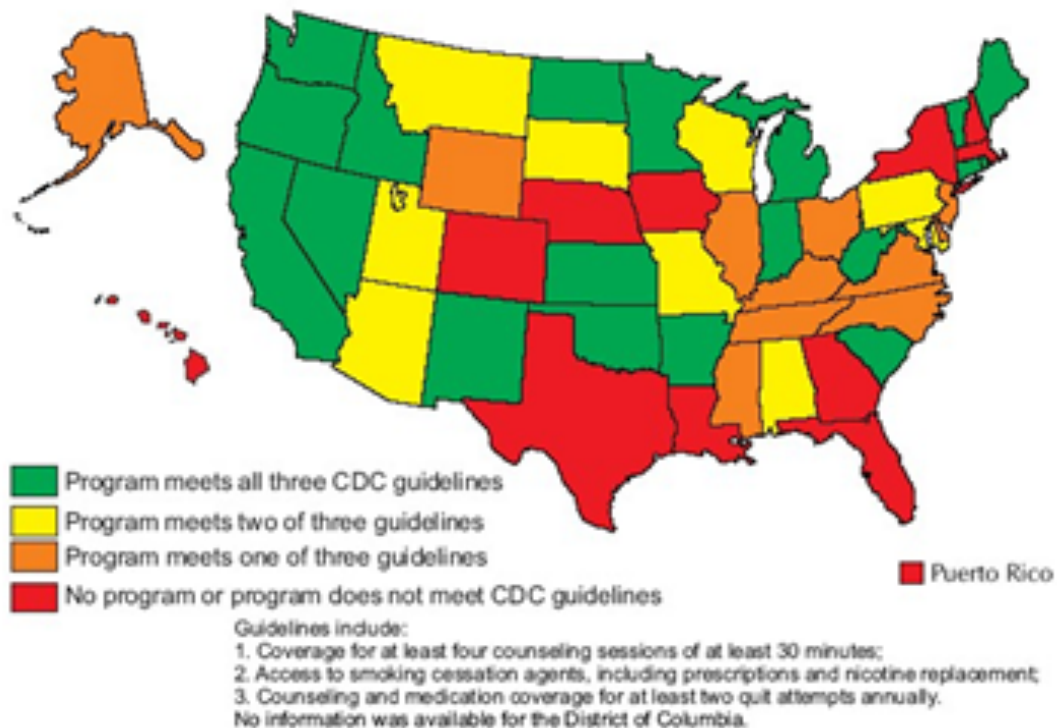 Program meets all three CDC guidelines
Program meets two of three guidelines
Program meets one of three guidelines
No program or program does not meet CDC guidelines
Puerto Rico
Guidelines include:
1. Coverage for at least four counseling sessions of at least 30 minutes;
2. Access to smoking cessation agents, including prescriptions and nicotine replacement;
3. Counseling and medication coverage for at least two quit attempts annually.
No information was available for the District of Columbia.